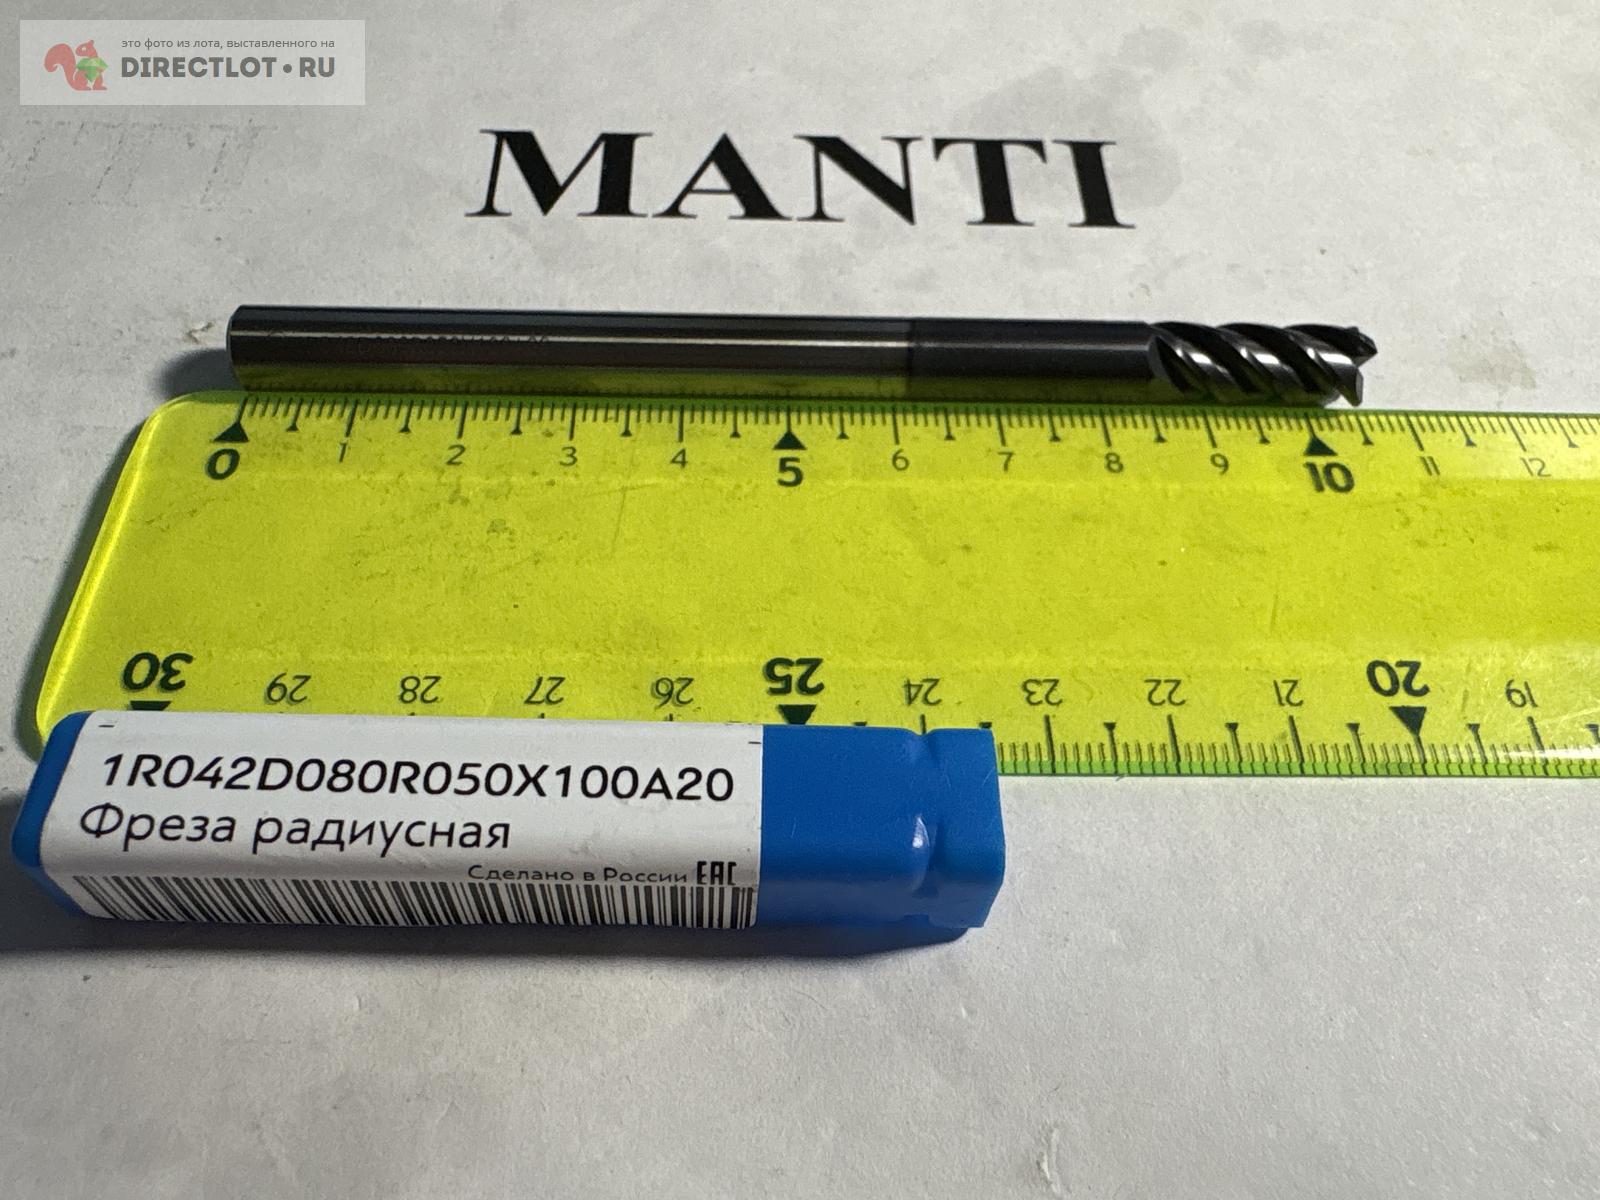 это фото из лота, выставленного на
DIRECTLOT•RU
MANTI
0 1 2 3 4 5 6 7 8 9 10 11 12
30 29 28 27 26 25 24 23 22 21 20 19
1R042D080R050X100A20
Фреза радиусная
Сделано в России EAC